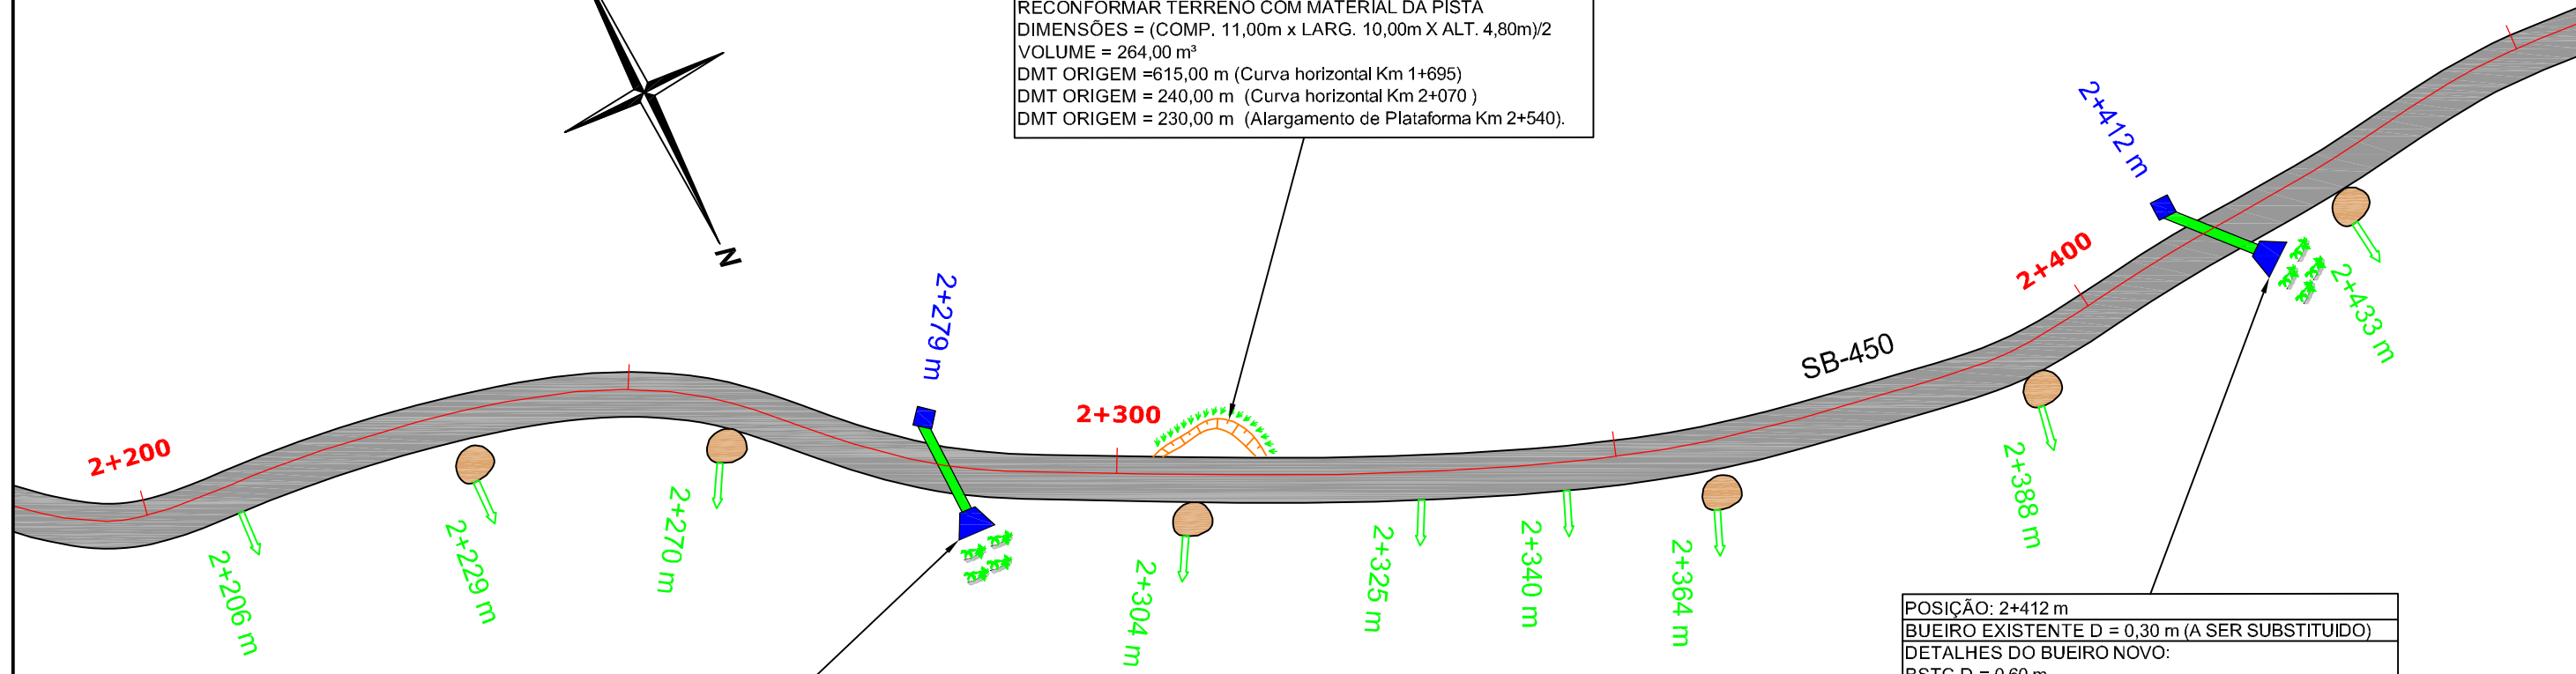 RECONFORMAR TERRENO COM MATERIAL DA PISTA
DIMENSÕES = (COMP. 11,00m x LARG. 10,00m X ALT. 4,80m)/2
VOLUME = 264,00 m³
DMT ORIGEM =615,00 m (Curva horizontal Km 1+695)
DMT ORIGEM = 240,00 m (Curva horizontal Km 2+070 )
DMT ORIGEM = 230,00 m (Alargamento de Plataforma Km 2+540).
N
2+200
2+206 m
2+229 m
2+270 m
2+279 m
2+300
2+304 m
2+325 m
2+340 m
2+364 m
SB-450
2+388 m
2+400
2+412 m
2+433 m
POSIÇÃO: 2+412 m
BUEIRO EXISTENTE D = 0,30 m (A SER SUBSTITUIDO)
DETALHES DO BUEIRO NOVO:
BSTC D = 0,60 m